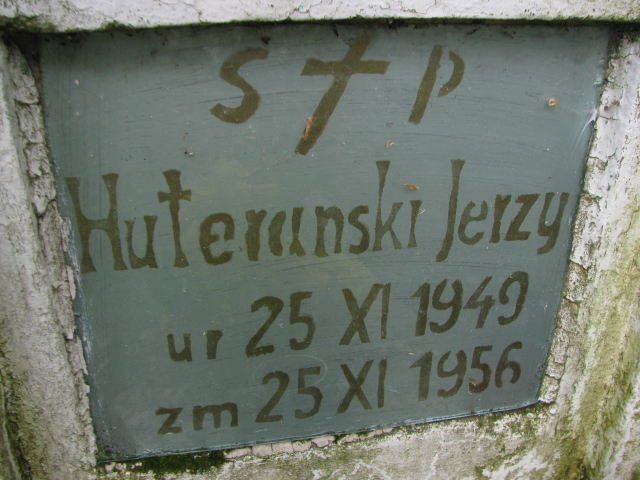 S † P
Huteranski Jerzy
ur 25 XI 1949
zm 25 XI 1956